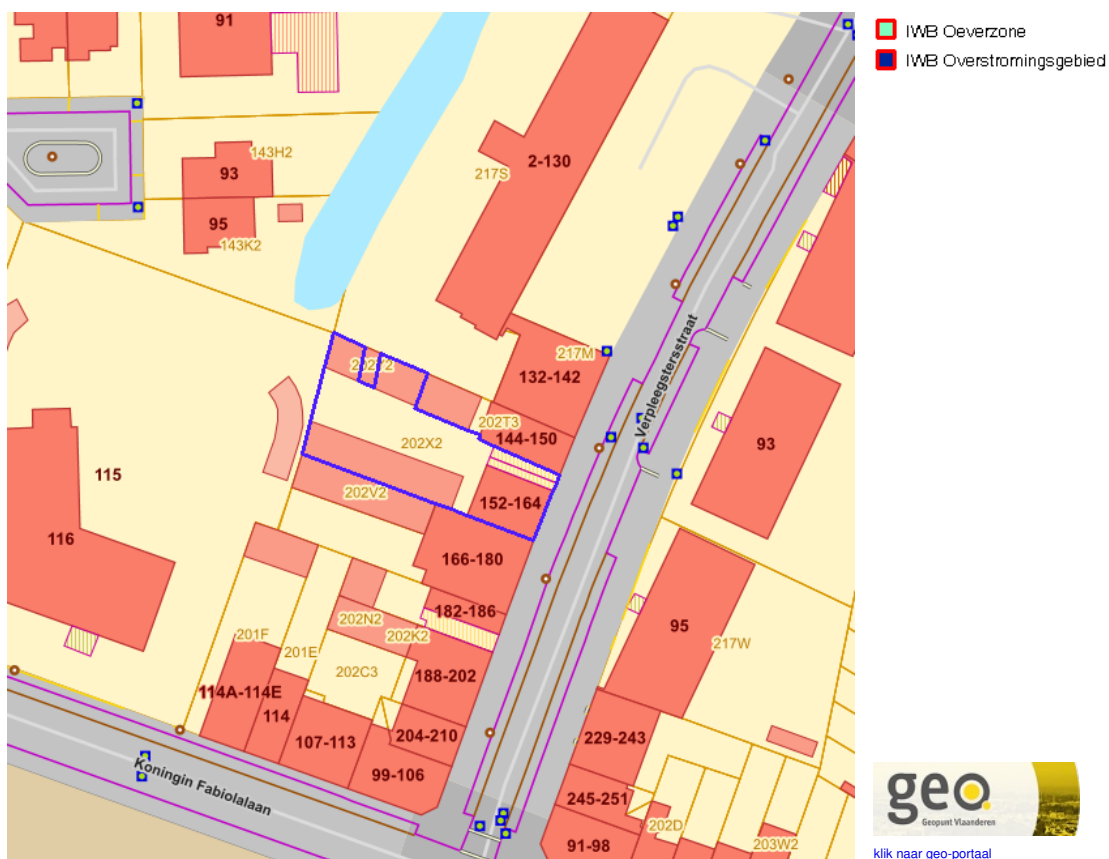 91
IWB Oeverzone
IWB Overstromingsgebied
143H2
93
2-130
217S
95
143K2
Verpleegstersstraat
217M
202Y2
132-142
202T3
144-150
202X2
93
115
202V2
152-164
116
166-180
182-186
95
202N2
202K2
217W
201F
201E
202C3
188-202
114A-114E
114
204-210
229-243
107-113
99-106
Koningin Fabiolalaan
245-251
202D
91-98
203W2
geo
Geopunt Vlaanderen
klik naar geo-portaal